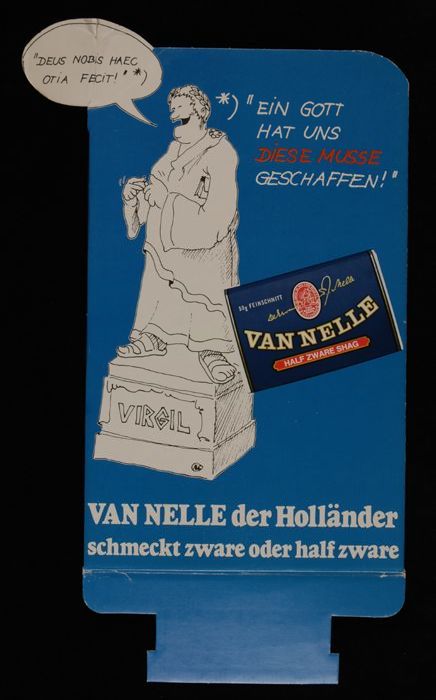 "DEUS NOBIS HAEC
OTIA FECIT!" *)
*) "EIN GOTT
HAT UNS
DIESE MUSSE
GESCHAFFEN!"
50g FEINSCHNITT
VAN NELLE
HALF ZWARE SHAG
VIRGIL
VAN NELLE der Holländer
schmeckt zware oder half zware